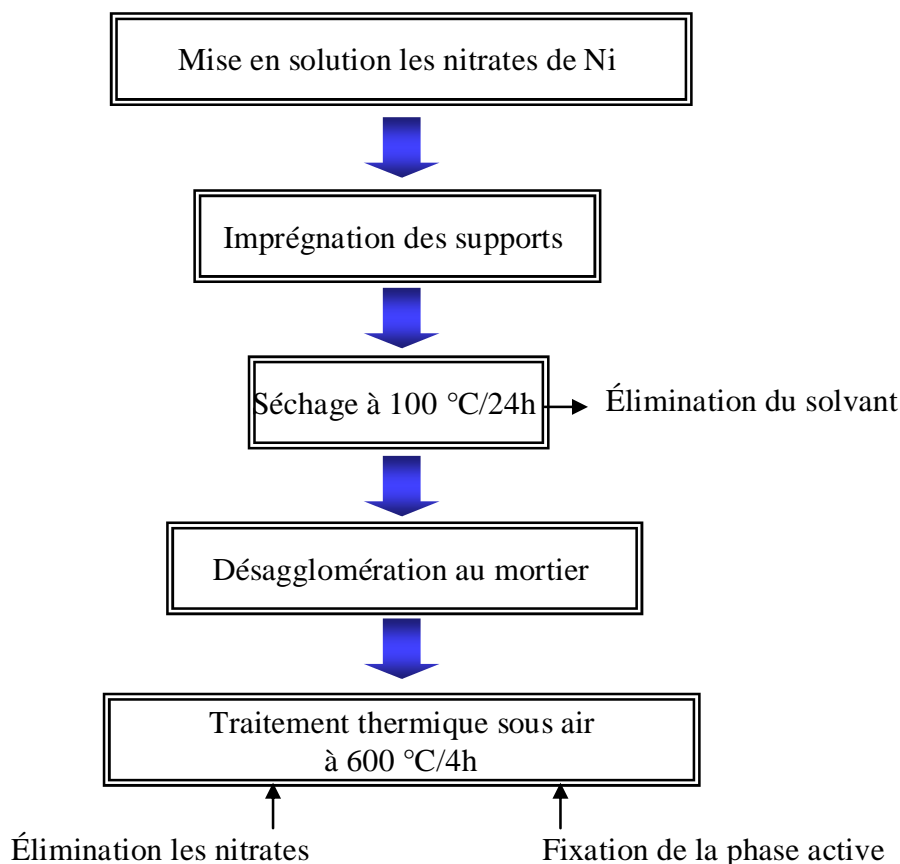 Mise en solution les nitrates de Ni
Imprégnation des supports
Séchage à 100 °C/24h
Élimination du solvant
Désagglomération au mortier
Traitement thermique sous air
à 600 °C/4h
Élimination les nitrates
Fixation de la phase active